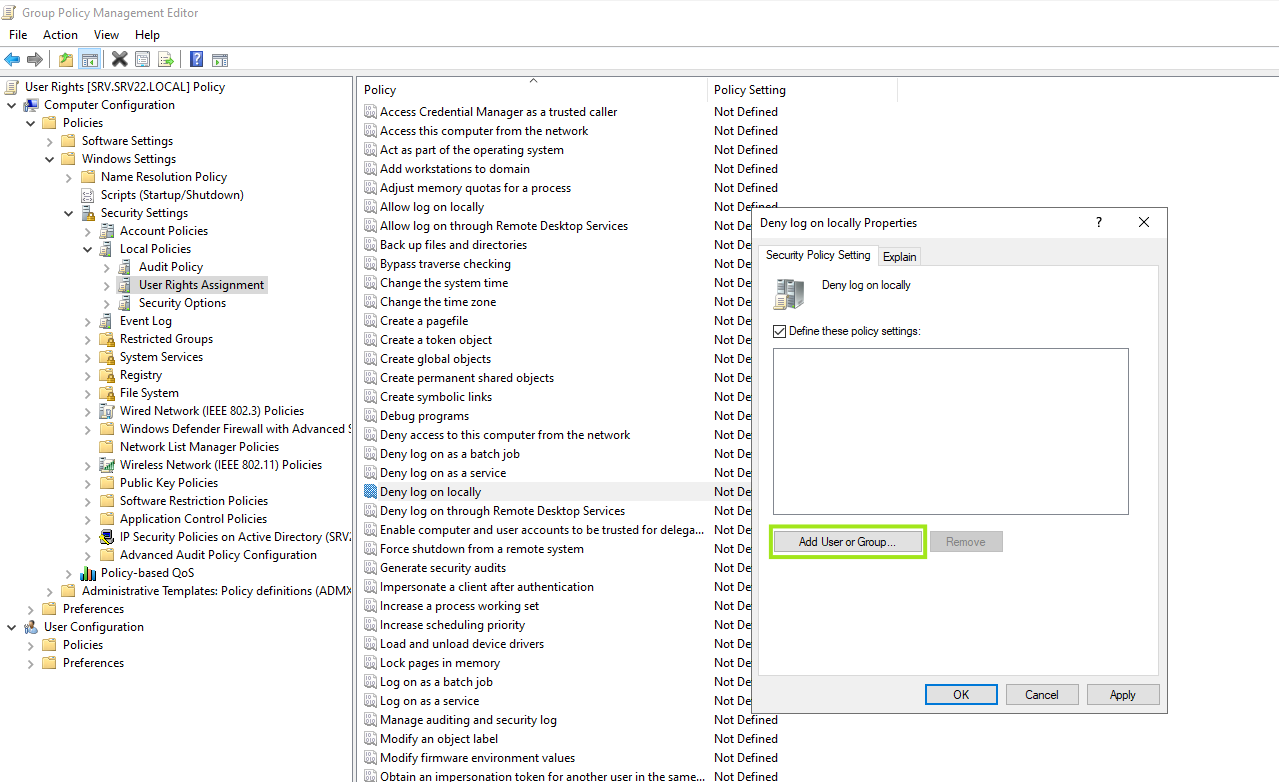 Group Policy Management Editor
File Action View Help
User Rights [SRV.SRV22.LOCAL] Policy
Computer Configuration
Policies
Software Settings
Windows Settings
Name Resolution Policy
Scripts (Startup/Shutdown)
Security Settings
Account Policies
Local Policies
Audit Policy
User Rights Assignment
Security Options
Event Log
Restricted Groups
System Services
Registry
File System
Wired Network (IEEE 802.3) Policies
Windows Defender Firewall with Advanced S
Network List Manager Policies
Wireless Network (IEEE 802.11) Policies
Public Key Policies
Software Restriction Policies
Application Control Policies
IP Security Policies on Active Directory (SRV2
Advanced Audit Policy Configuration
Policy-based QoS
Administrative Templates: Policy definitions (ADMX
Preferences
User Configuration
Policies
Preferences
Policy Policy Setting
Access Credential Manager as a trusted caller Not Defined
Access this computer from the network Not Defined
Act as part of the operating system Not Defined
Add workstations to domain Not Defined
Adjust memory quotas for a process Not Defined
Allow log on locally Not Defined
Allow log on through Remote Desktop Services Not De
Back up files and directories Not De
Bypass traverse checking Not De
Change the system time Not De
Change the time zone Not De
Create a pagefile Not De
Create a token object Not De
Create global objects Not De
Create permanent shared objects Not De
Create symbolic links Not De
Debug programs Not De
Deny access to this computer from the network Not De
Deny log on as a batch job Not De
Deny log on as a service Not De
Deny log on locally Not De
Deny log on through Remote Desktop Services Not De
Enable computer and user accounts to be trusted for delega... Not De
Force shutdown from a remote system Not De
Generate security audits Not De
Impersonate a client after authentication Not De
Increase a process working set Not De
Increase scheduling priority Not De
Load and unload device drivers Not De
Lock pages in memory Not De
Log on as a batch job Not De
Log on as a service Not De
Manage auditing and security log Not Defined
Modify an object label Not Defined
Modify firmware environment values Not Defined
Obtain an impersonation token for another user in the same... Not Defined
Deny log on locally Properties ?
Security Policy Setting Explain
Deny log on locally
Define these policy settings:
Add User or Group... Remove
OK Cancel Apply